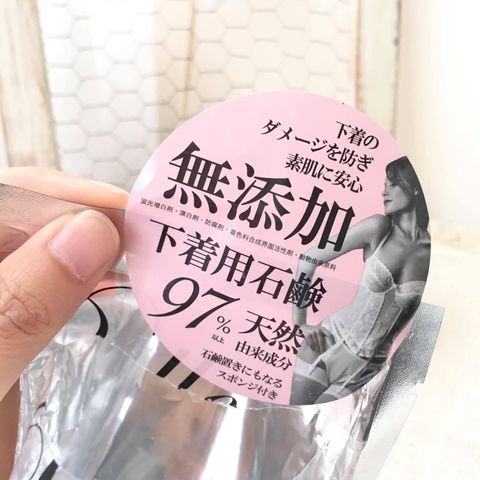 下着の
ダメージを防ぎ
素肌に安心
無添加
蛍光増白剤・漂白剤・防腐剤・着色料合成界面活性剤・動物由来原料
下着用石鹸
97%以上 天然由来成分
石鹸置きにもなる
スポンジ付き